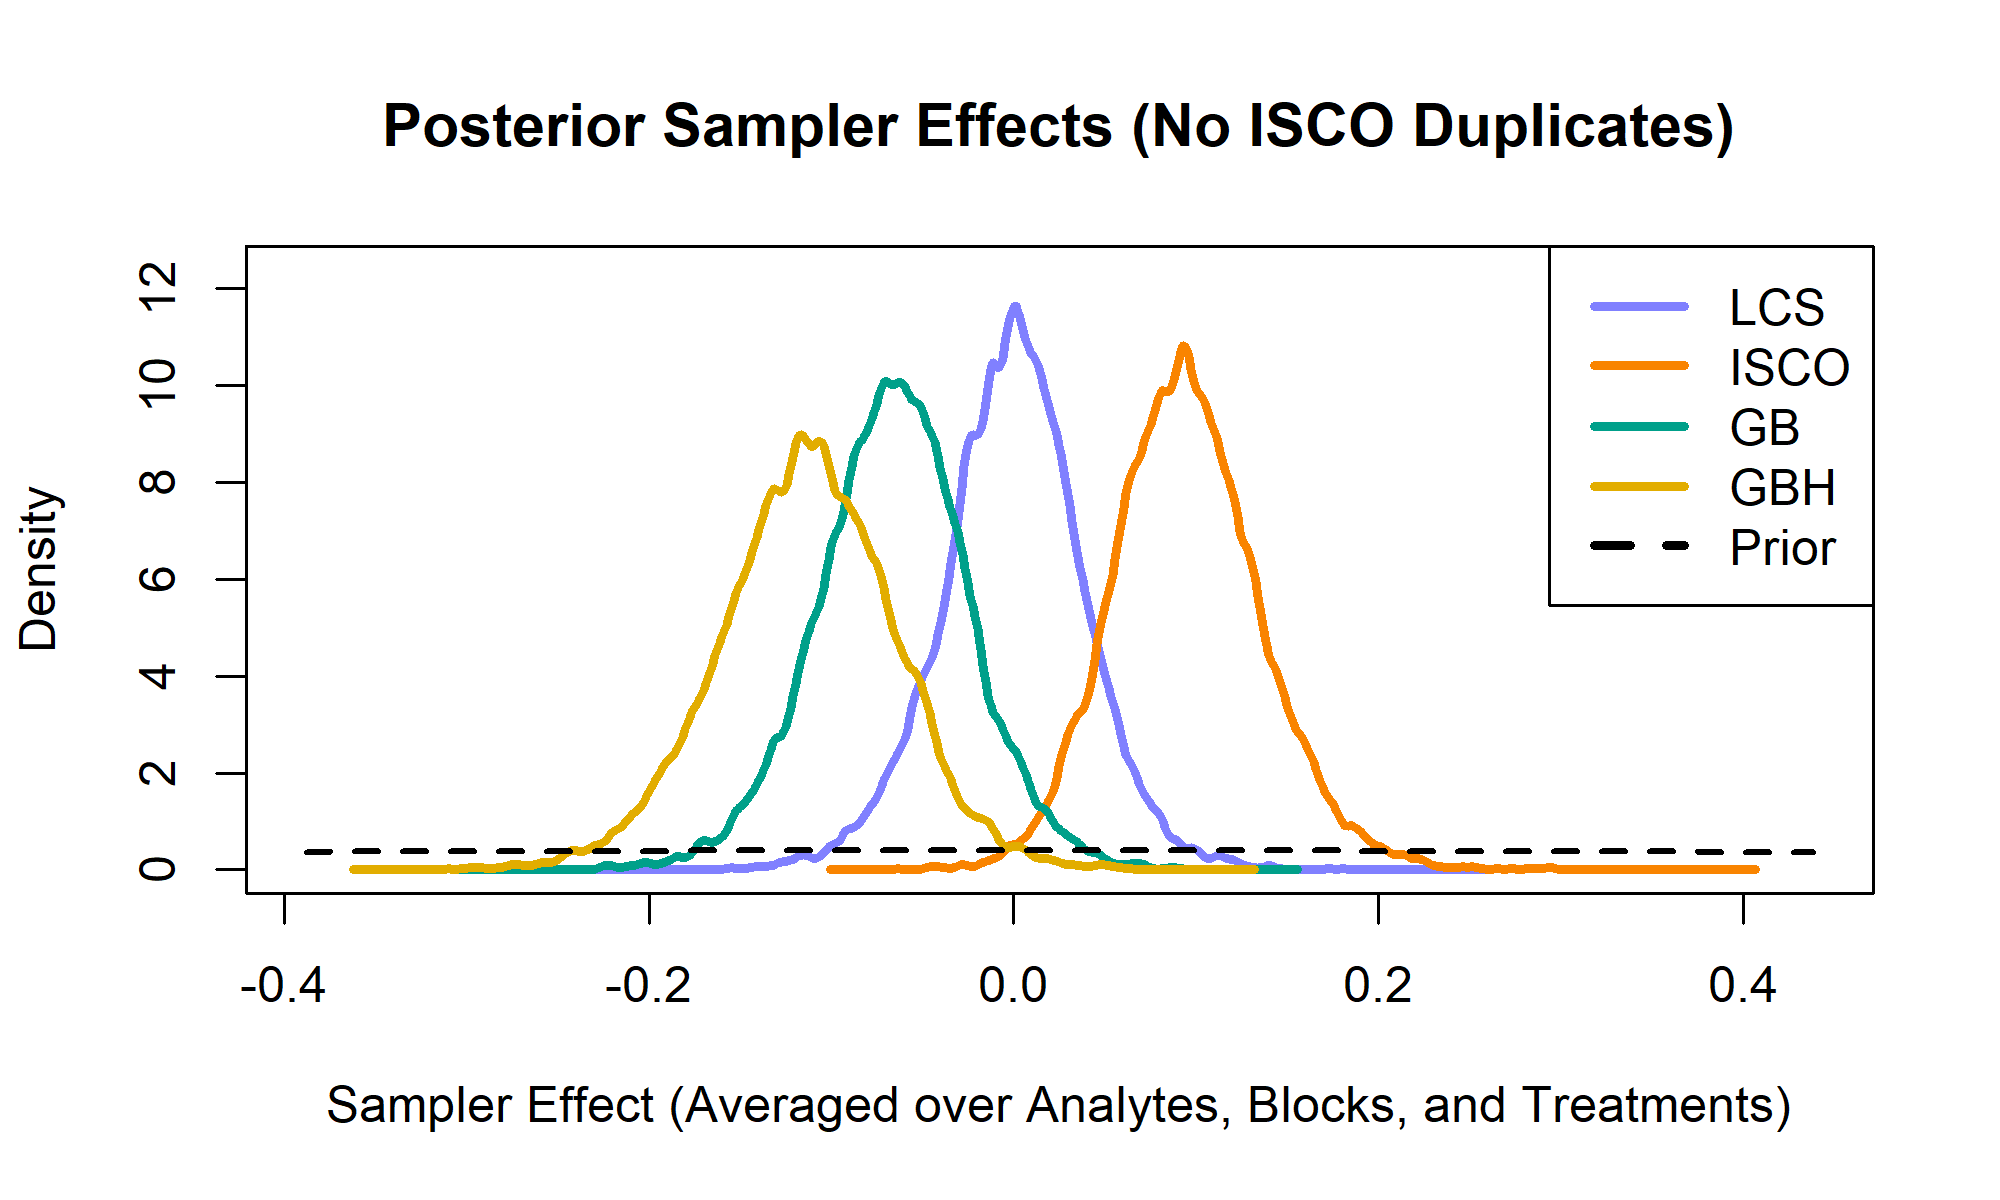 Posterior Sampler Effects (No ISCO Duplicates)
12
10
8
6
4
2
0
Density
LCS
ISCO
GB
GBH
Prior
-0.4 -0.2 0.0 0.2 0.4
Sampler Effect (Averaged over Analytes, Blocks, and Treatments)